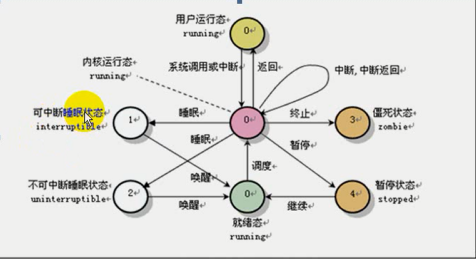 用户运行态
running
0
内核运行态
running
系统调用或中断
返回
中断,中断返回
可中断睡眠状态
interruptible
1
睡眠
0
终止
3
僵死状态
zombie
睡眠
暂停
唤醒
调度
不可中断睡眠状态
uninterruptible
2
唤醒
0
继续
4
暂停状态
stopped
就绪态
running